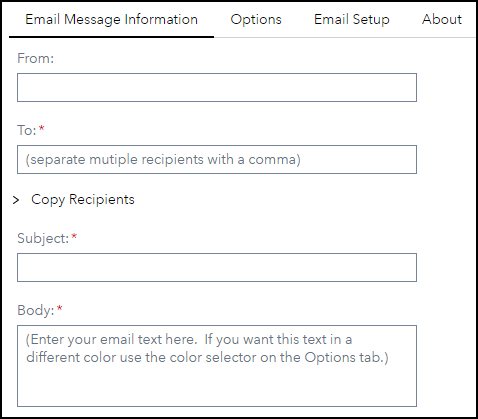 Email Message Information Options Email Setup About
From:
To: *
(separate mutiple recipients with a comma)
> Copy Recipients
Subject: *
Body: *
(Enter your email text here. If you want this text in a
different color use the color selector on the Options tab.)